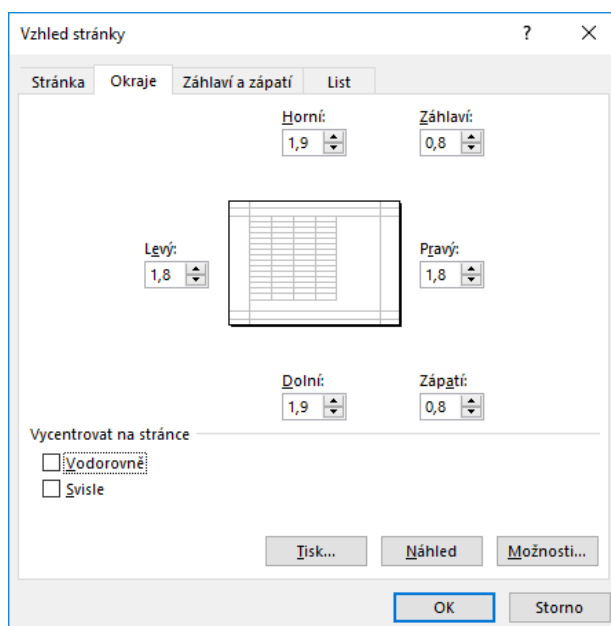 Vzhled stránky
?
Stránka Okraje Záhlaví a zápatí List
Horní: Záhlaví:
1,9 0,8
Levý: Pravý:
1,8 1,8
Dolní: Zápatí:
1,9 0,8
Vycentrovat na stránce
Vodorovně
Svisle
Tisk... Náhled Možnosti...
OK Storno